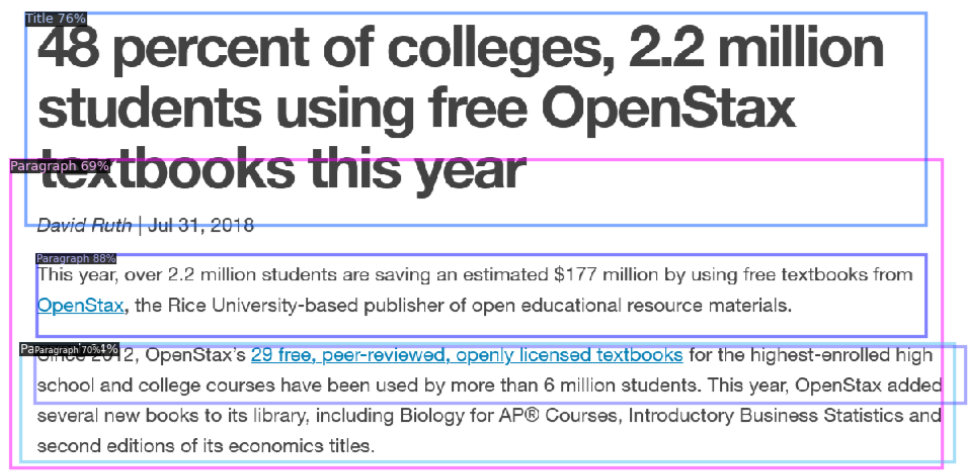 Title 76%
48 percent of colleges, 2.2 million
students using free OpenStax
Paragraph 69%
textbooks this year
David Ruth | Jul 31, 2018
Paragraph 88%
This year, over 2.2 million students are saving an estimated $177 million by using free textbooks from
OpenStax, the Rice University-based publisher of open educational resource materials.
Paragraph 70%
Since 2012, OpenStax's 29 free, peer-reviewed, openly licensed textbooks for the highest-enrolled high
school and college courses have been used by more than 6 million students. This year, OpenStax added
several new books to its library, including Biology for AP® Courses, Introductory Business Statistics and
second editions of its economics titles.